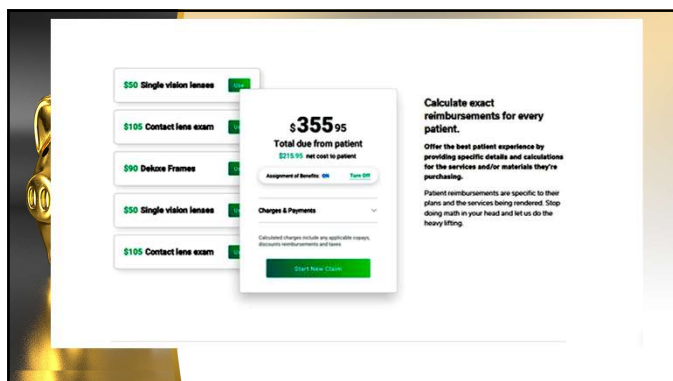 $50 Single vision lenses
Use
$105 Contact lens exam
$90 Deluxe Frames
$50 Single vision lenses
$105 Contact lens exam
$355 95
Total due from patient
$215.95 net cost to patient
Assignment of Benefits: ON Turn Off
Charges & Payments
Calculated charges include any applicable copays,
discounts reimbursements and taxes
Start New Claim
Calculate exact
reimbursements for every
patient.
Offer the best patient experience by
providing specific details and calculations
for the services and/or materials they're
purchasing.
Patient reimbursements are specific to their
plans and the services being rendered. Stop
doing math in your head and let us do the
heavy lifting.